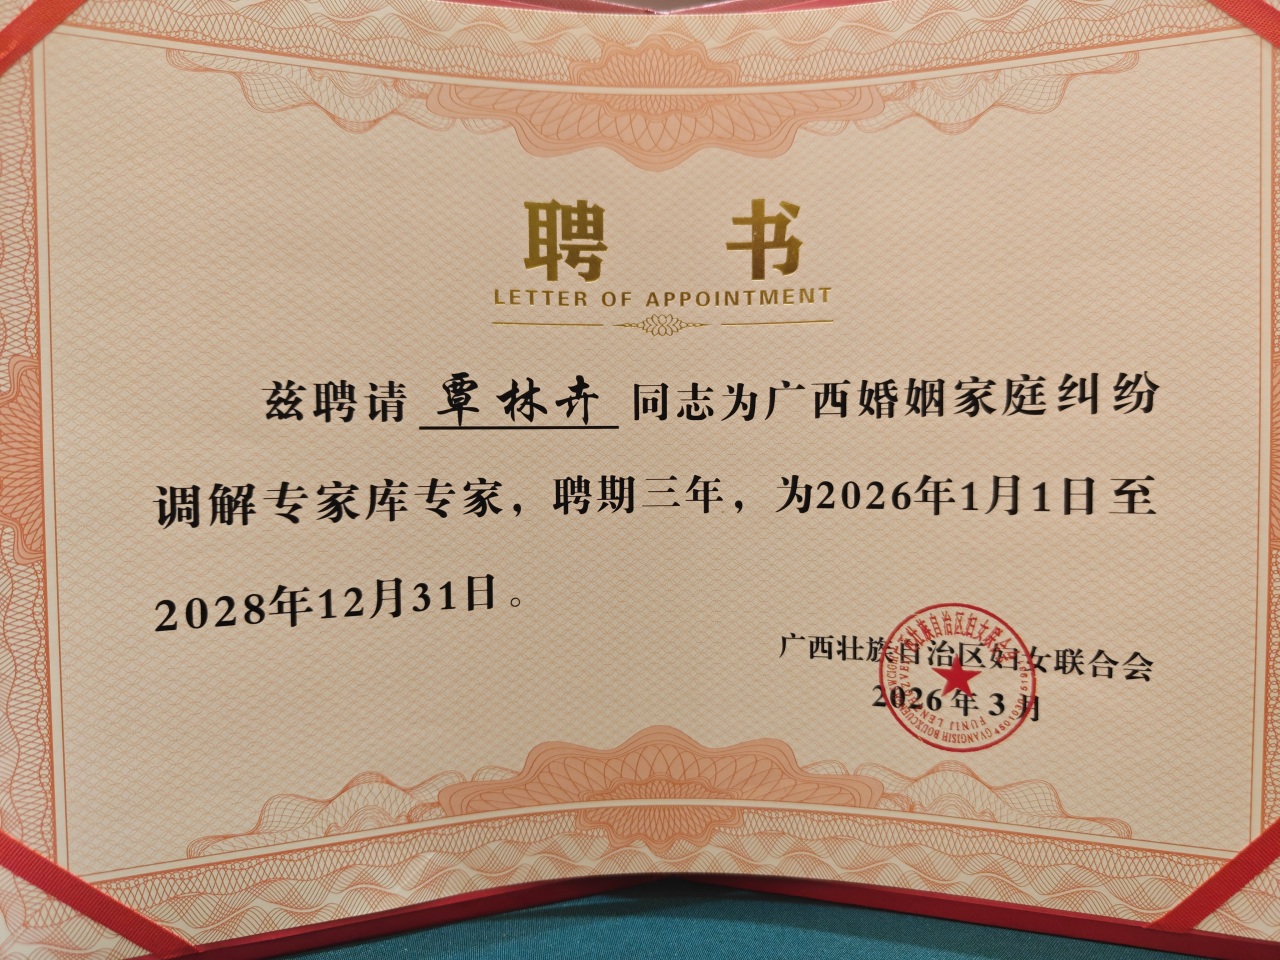 聘 书
LETTER OF APPOINTMENT
兹聘请 覃林卉 同志为广西婚姻家庭纠纷
调解专家库专家，聘期三年，为2026年1月1日至
2028年12月31日。
广西壮族自治区妇女联合会
2026年3月